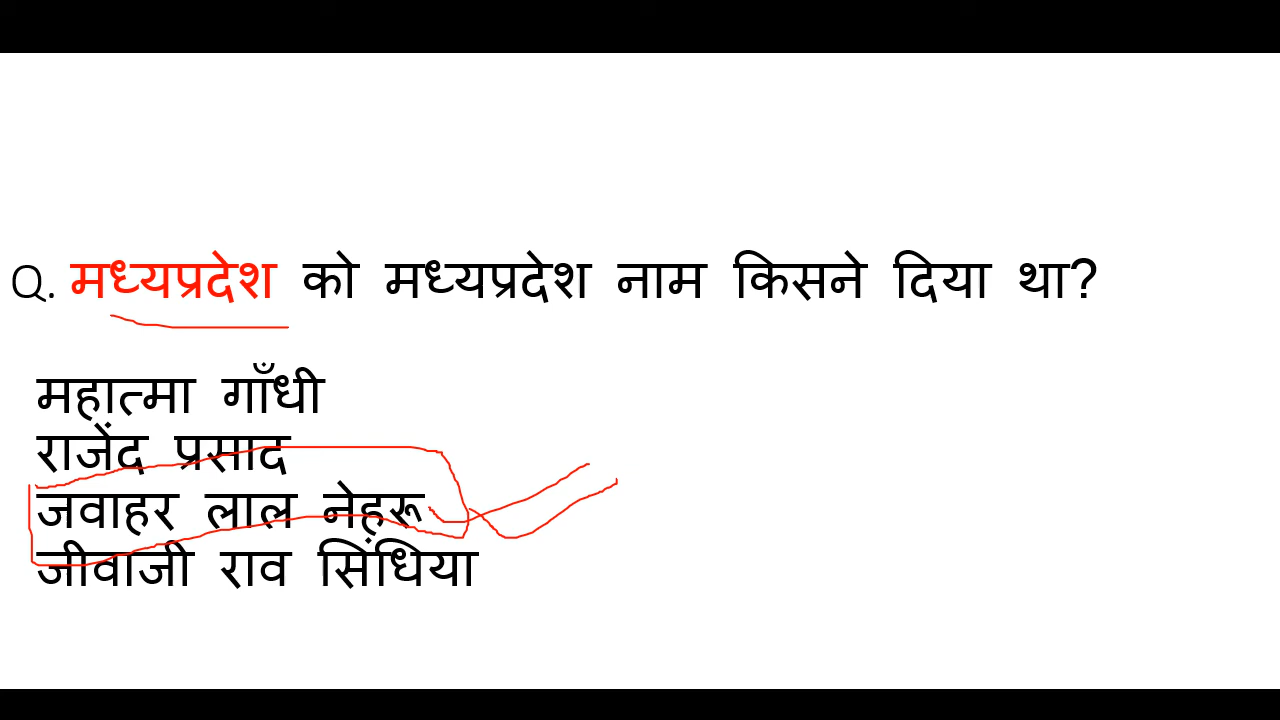 Q. मध्यप्रदेश को मध्यप्रदेश नाम किसने दिया था?
महात्मा गाँधी
राजेंद प्रसाद
जवाहर लाल नेहरू
जीवाजी राव सिंधिया